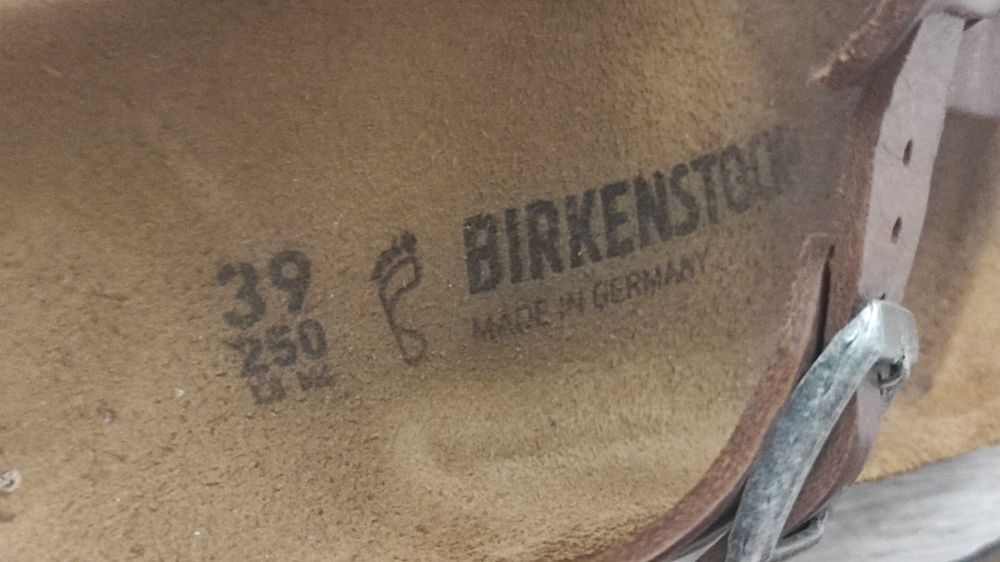 39
250
BIRKENSTOCK
MADE IN GERMANY